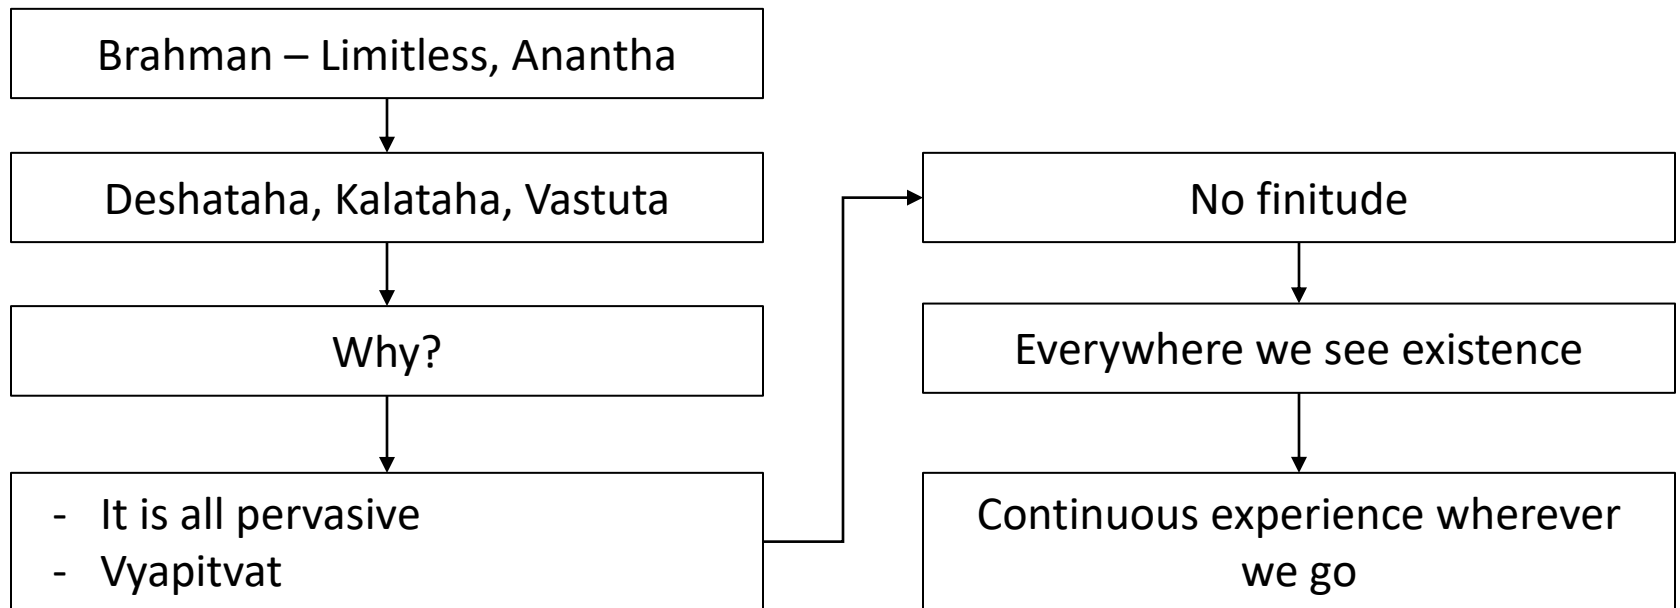 Brahman – Limitless, Anantha
Deshataha, Kalataha, Vastuta
Why?
- It is all pervasive
- Vyapitvat
No finitude
Everywhere we see existence
Continuous experience wherever
we go